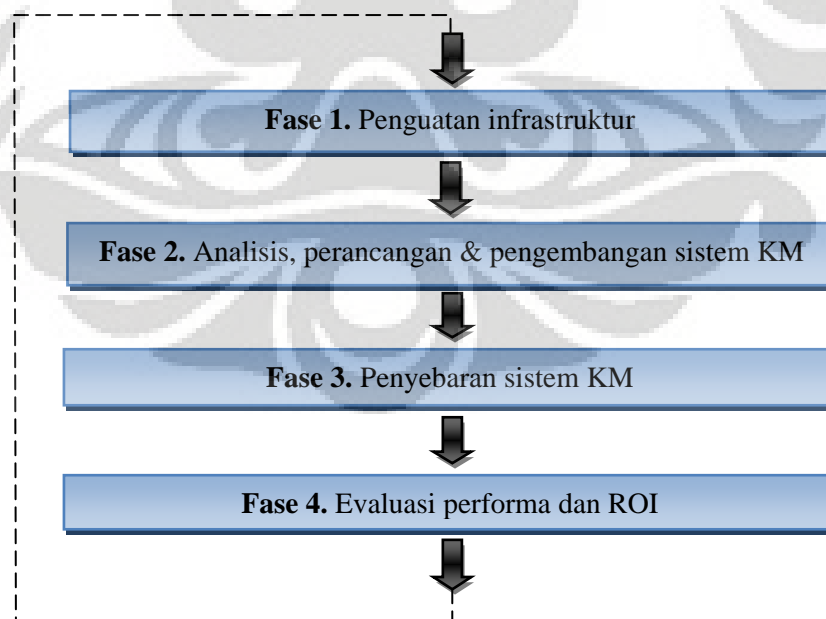 Fase 1. Penguatan infrastruktur
Fase 2. Analisis, perancangan & pengembangan sistem KM
Fase 3. Penyebaran sistem KM
Fase 4. Evaluasi performa dan ROI